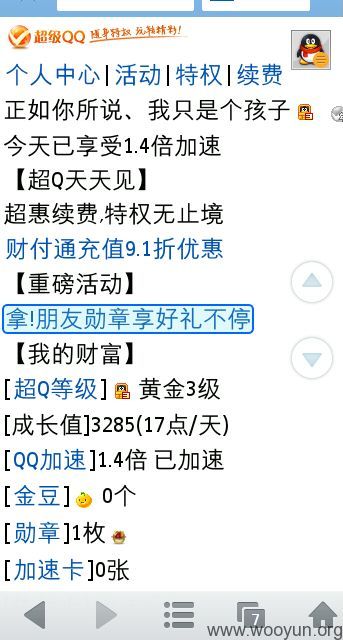 超级QQ 随身特权 玩转精彩!
个人中心|活动|特权|续费
正如你所说、我只是个孩子
今天已享受1.4倍加速
【超Q天天见】
超惠续费,特权无止境
财付通充值9.1折优惠
【重磅活动】
拿!朋友勋章享好礼不停
【我的财富】
[超Q等级] 黄金3级
[成长值]3285(17点/天)
[QQ加速]1.4倍 已加速
[金豆] 0个
[勋章]1枚
[加速卡]0张
7
www.wooyun.org